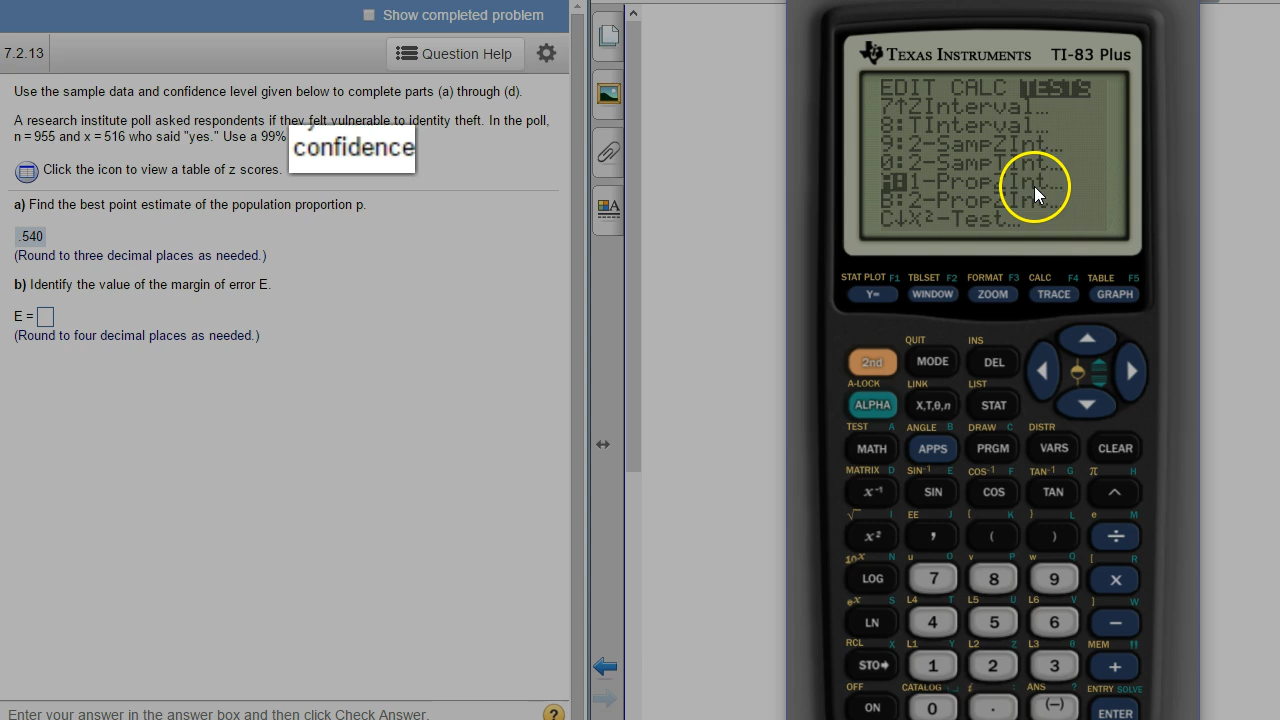 Show completed problem
7.2.13
Question Help
Use the sample data and confidence level given below to complete parts (a) through (d).
A research institute poll asked respondents if they felt vulnerable to identity theft. In the poll,
n = 955 and x = 516 who said "yes." Use a 99%
confidence
Click the icon to view a table of z scores.
a) Find the best point estimate of the population proportion p.
.540
(Round to three decimal places as needed.)
b) Identify the value of the margin of error E.
E =
(Round to four decimal places as needed.)
Enter your answer in the answer box and then click Check Answer.
?
TEXAS INSTRUMENTS TI-83 Plus
EDIT CALC TESTS
7↑ZInterval…
8:TInterval…
9:2-SampZInt…
0:2-SampTInt…
1-PropZInt…
B:2-PropZInt…
C↓X²-Test…
STAT PLOT F1 TBLSET F2 FORMAT F3 CALC F4 TABLE F5
Y= WINDOW ZOOM TRACE GRAPH
QUIT INS
2nd MODE DEL
A-LOCK LINK LIST
ALPHA X,T,θ,n STAT
TEST A ANGLE B DRAW C DISTR
MATH APPS PRGM VARS CLEAR
MATRIX D SIN⁻¹ E COS⁻¹ F TAN⁻¹ G π H
x⁻¹ SIN COS TAN ^
√ I EE J { K } L e M
x² , ( ) ÷
10ˣ N u O v P w Q [ R
LOG 7 8 9 ×
eˣ S L4 T L5 U L6 V ] W
LN 4 5 6 −
RCL X L1 Y L2 Z L3 θ MEM "
STO➔ 1 2 3 +
OFF CATALOG ␣ i : ANS ? ENTRY SOLVE
ON 0 . (−) ENTER